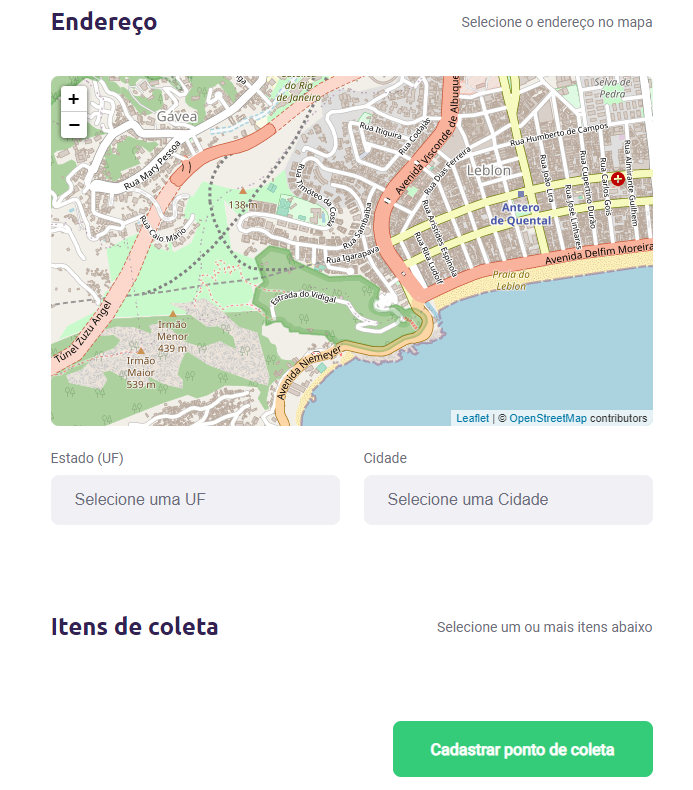 Endereço
Selecione o endereço no mapa
+
−
do Rio
de Janeiro
Gávea
Selva de
Pedra
Rua Mary Pessoa
Rua Itiquira
Rua Codajás
Avenida Visconde de Albuquerque
Rua Humberto de Campos
Rua Dias Ferreira
Leblon
Rua Timóteo da Costa
138 m
Rua Caio Mário
Rua Sambaíba
Rua Igarapava
Rua Aristides Espínola
Rua Rita Ludolf
Antero
de Quental
Rua João Lira
Rua José Linhares
Rua Cupertino Durão
Rua Carlos Góis
Rua Almirante Guilhem
Avenida Delfim Moreira
Praia do
Leblon
Estrada do Vidigal
Túnel Zuzu Angel
Irmão
Menor
439 m
Irmão
Maior
539 m
Avenida Niemeyer
Leaflet | © OpenStreetMap contributors
Estado (UF)
Cidade
Selecione uma UF
Selecione uma Cidade
Itens de coleta
Selecione um ou mais itens abaixo
Cadastrar ponto de coleta